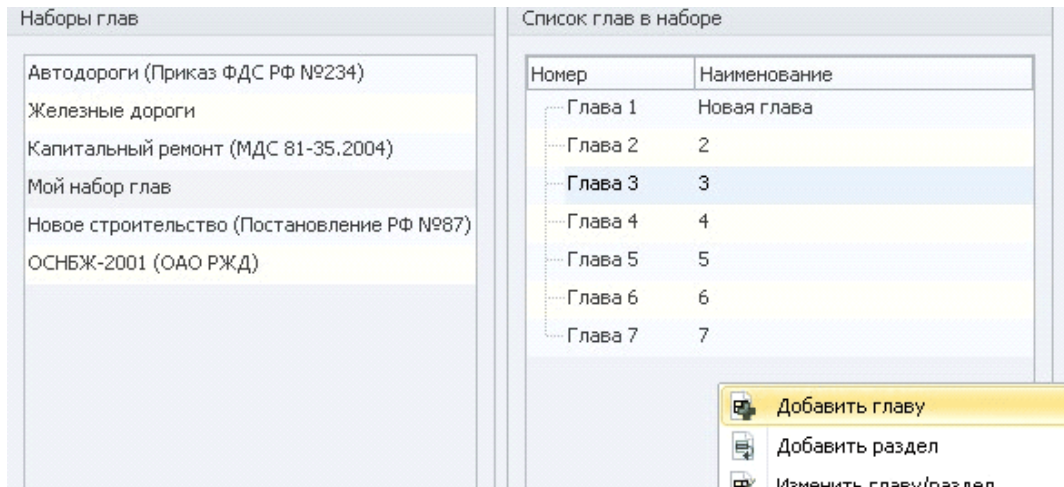 Наборы глав
Автодороги (Приказ ФДС РФ №234)
Железные дороги
Капитальный ремонт (МДС 81-35.2004)
Мой набор глав
Новое строительство (Постановление РФ №87)
ОСНБЖ-2001 (ОАО РЖД)
Список глав в наборе
Номер Наименование
Глава 1 Новая глава
Глава 2 2
Глава 3 3
Глава 4 4
Глава 5 5
Глава 6 6
Глава 7 7
Добавить главу
Добавить раздел
Изменить главу/раздел